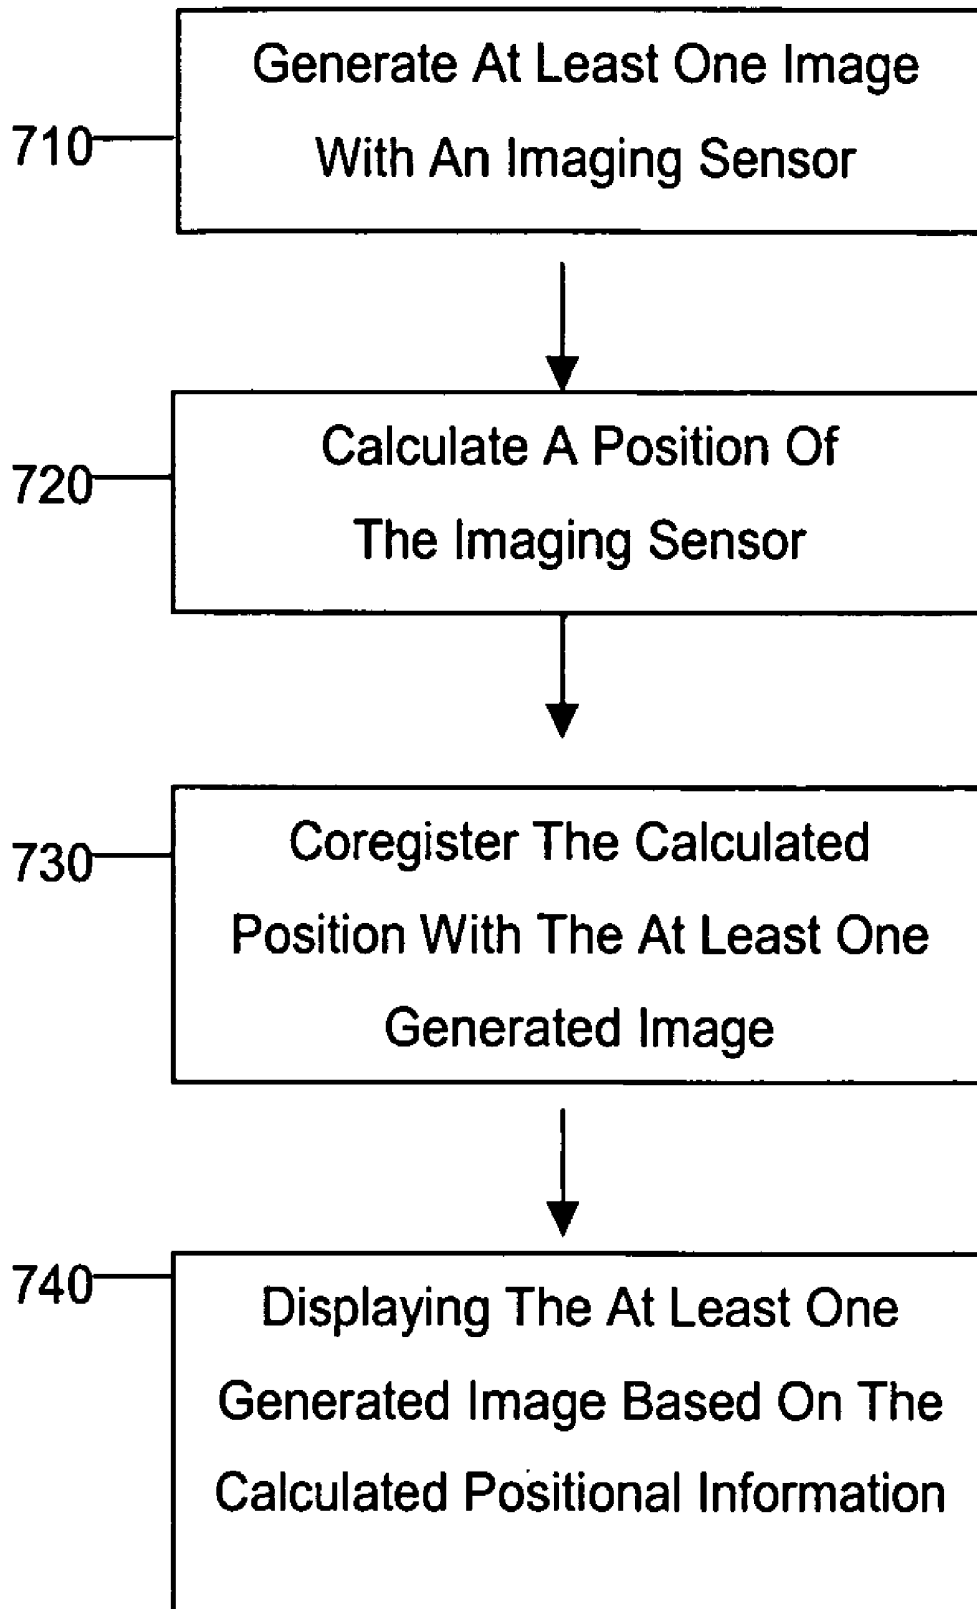 Generate At Least One Image
710
With An Imaging Sensor
Calculate A Position Of
720
The Imaging Sensor
Coregister The Calculated
730
Position With The At Least One
Generated Image
740
Displaying The At Least One
Generated Image Based On The
Calculated Positional Information